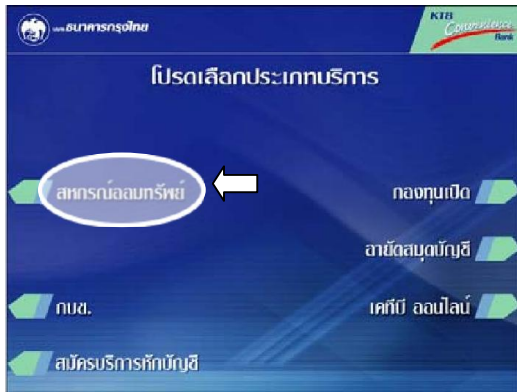 บมจ.ธนาคารกรุงไทย
KTB
Convenience
Bank
โปรดเลือกประเภทบริการ
สหกรณ์ออมทรัพย์
กองทุนเปิด
อายัดสมุดบัญชี
กบข.
เคทีบี ออนไลน์
สมัครบริการหักบัญชี